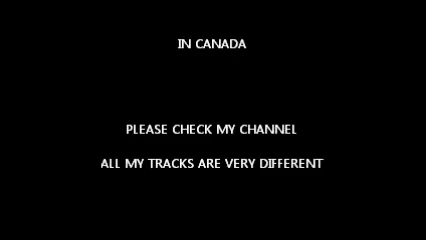 IN CANADA
PLEASE CHECK MY CHANNEL
ALL MY TRACKS ARE VERY DIFFERENT